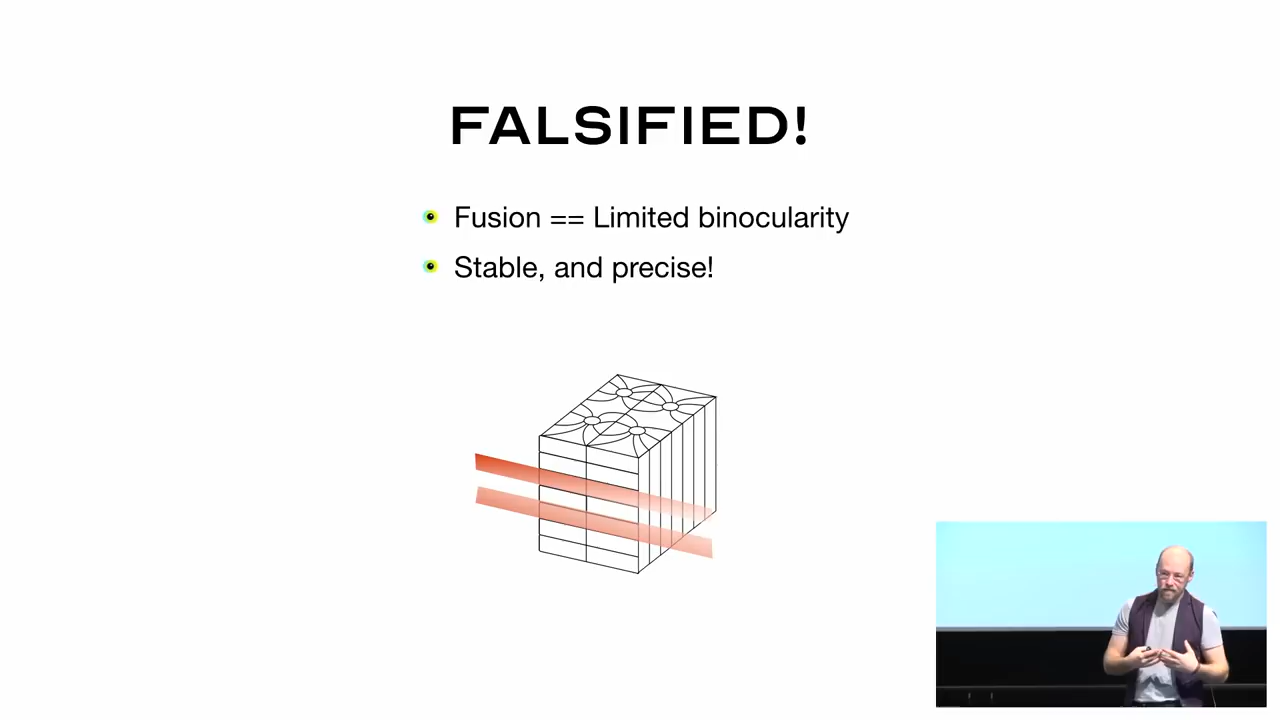 FALSIFIED!
Fusion == Limited binocularity
Stable, and precise!